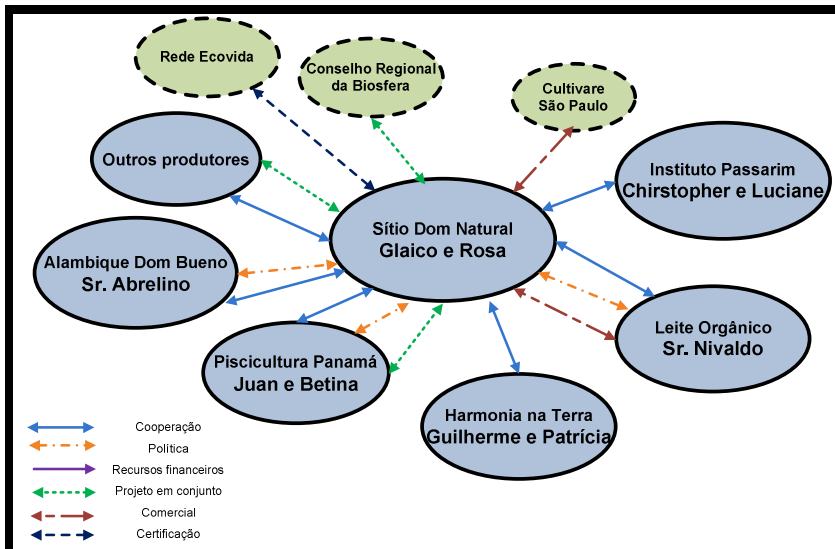 Rede Ecovida
Conselho Regional
da Biosfera
Cultivare
São Paulo
Outros produtores
Instituto Passarim
Chirstopher e Luciane
Sítio Dom Natural
Glaico e Rosa
Alambique Dom Bueno
Sr. Abrelino
Leite Orgânico
Sr. Nivaldo
Piscicultura Panamá
Juan e Betina
Harmonia na Terra
Guilherme e Patrícia
Cooperação
Política
Recursos financeiros
Projeto em conjunto
Comercial
Certificação